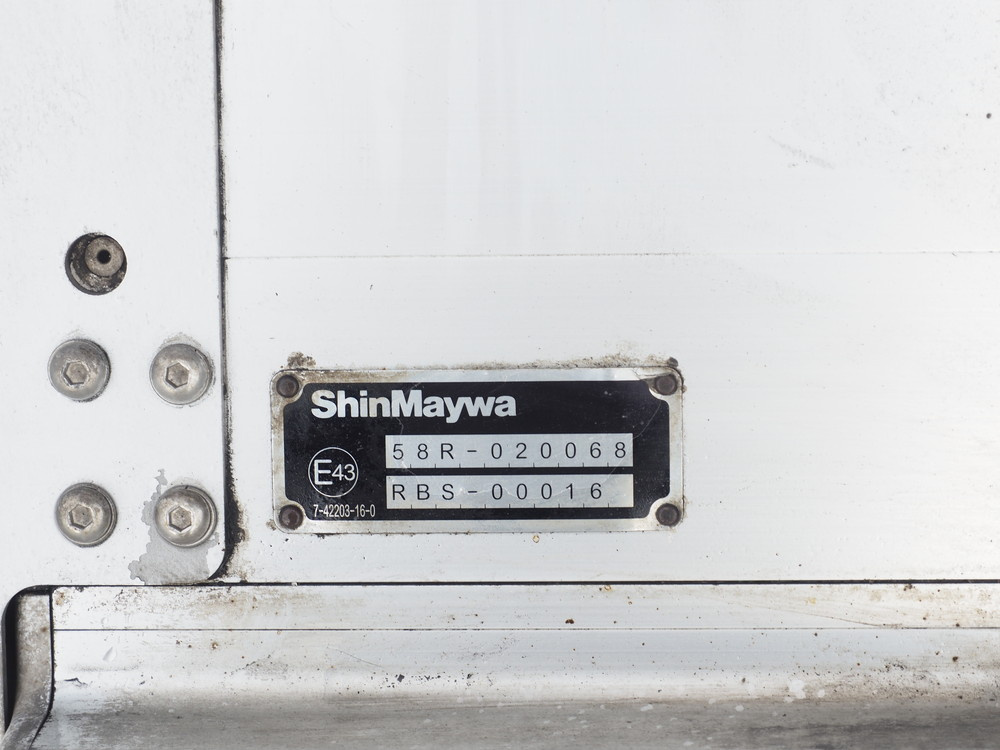 ShinMaywa
58R-020068
E43
RBS-00016
7-42203-16-0